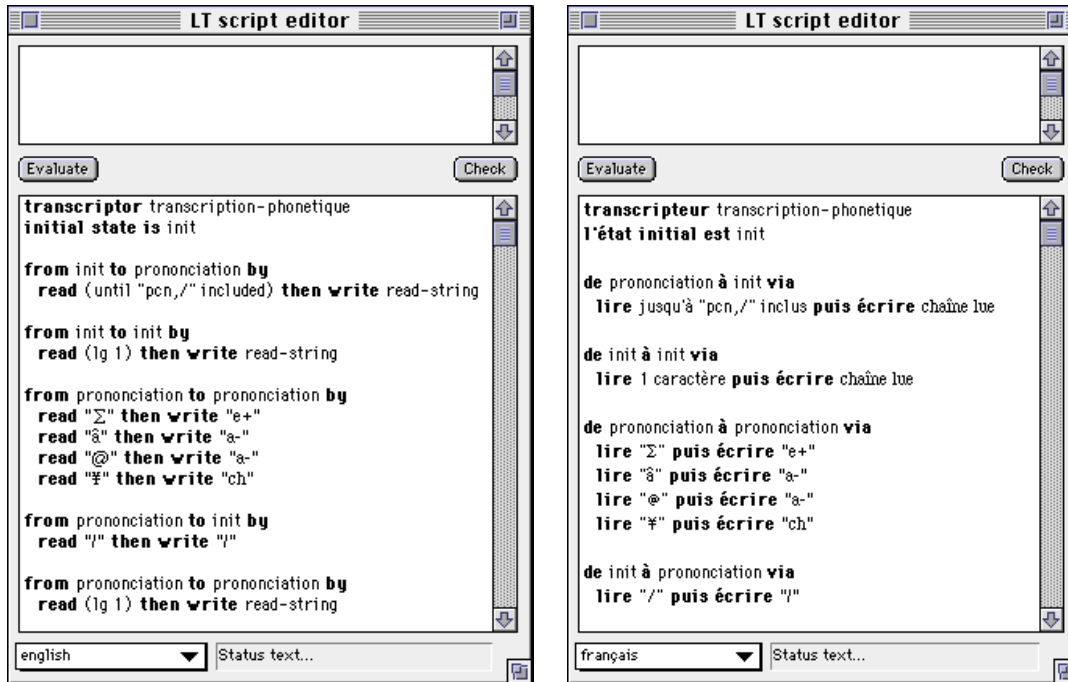 LT script editor
Evaluate
Check
transcriptor transcription-phonetique
initial state is init
from init to prononciation by
read (until "pcn,/" included) then write read-string
from init to init by
read (lg 1) then write read-string
from prononciation to prononciation by
read "∑" then write "e+"
read "â" then write "a-"
read "@" then write "a-"
read "¥" then write "ch"
from prononciation to init by
read "/" then write "/"
from prononciation to prononciation by
read (lg 1) then write read-string
english
Status text...
LT script editor
Evaluate
Check
transcripteur transcription-phonetique
l'état initial est init
de prononciation à init via
lire jusqu'à "pcn,/" inclus puis écrire chaîne lue
de init à init via
lire 1 caractère puis écrire chaîne lue
de prononciation à prononciation via
lire "∑" puis écrire "e+"
lire "â" puis écrire "a-"
lire "@" puis écrire "a-"
lire "¥" puis écrire "ch"
de init à prononciation via
lire "/" puis écrire "/"
français
Status text...